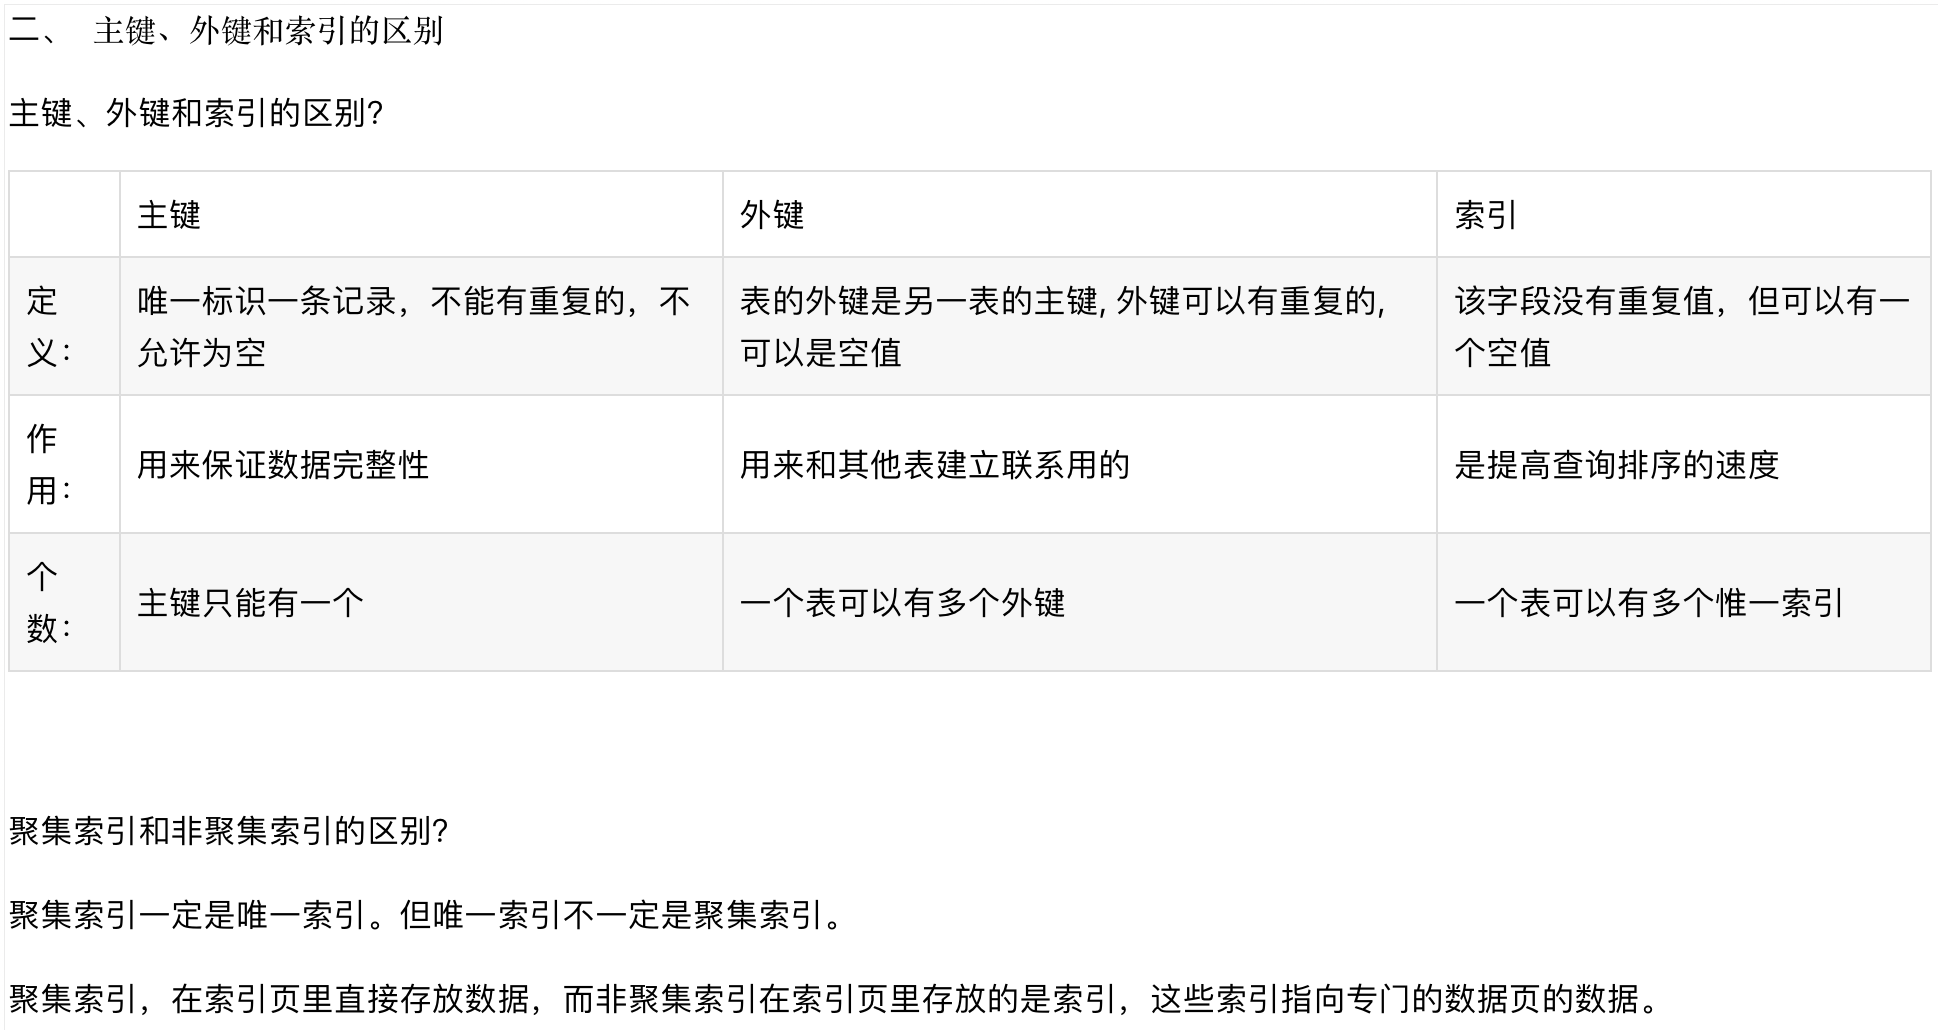 二、 主键、外键和索引的区别
主键、外键和索引的区别?
主键 外键 索引
定义： 唯一标识一条记录，不能有重复的，不允许为空 表的外键是另一表的主键, 外键可以有重复的, 可以是空值 该字段没有重复值，但可以有一个空值
作用： 用来保证数据完整性 用来和其他表建立联系用的 是提高查询排序的速度
个数： 主键只能有一个 一个表可以有多个外键 一个表可以有多个惟一索引
聚集索引和非聚集索引的区别?
聚集索引一定是唯一索引。但唯一索引不一定是聚集索引。
聚集索引，在索引页里直接存放数据，而非聚集索引在索引页里存放的是索引，这些索引指向专门的数据页的数据。